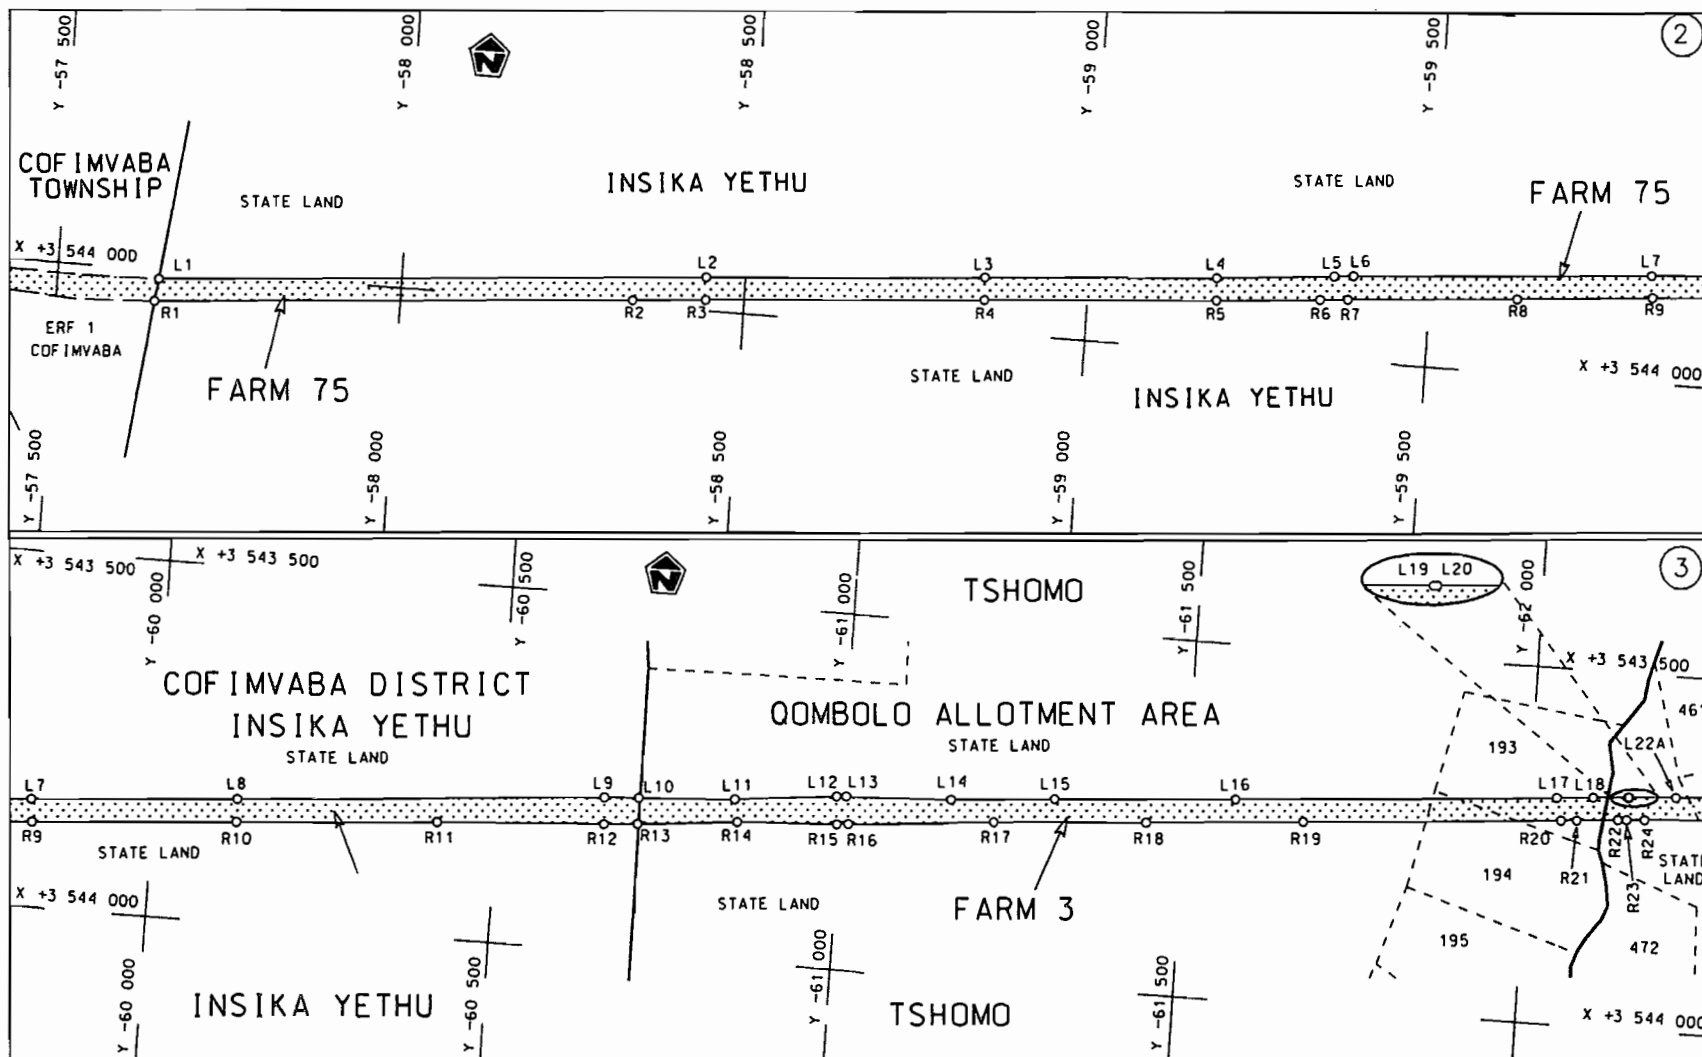 Y -57 500
Y -58 000
Y -58 500
Y -59 000
Y -59 500
2
N
COFIMVABA
TOWNSHIP
STATE LAND
INSIKA YETHU
STATE LAND
FARM 75
X +3 544 000
L1
L2
L3
L4
L5
L6
L7
R1
R2
R3
R4
R5
R6
R7
R8
R9
ERF 1
COFIMVABA
FARM 75
STATE LAND
INSIKA YETHU
X +3 544 000
Y -57 500
Y -58 000
Y -58 500
Y -59 000
Y -59 500
X +3 543 500
X +3 543 500
Y -60 000
Y -60 500
N
Y -61 000
TSHOMO
Y -61 500
L19 L20
Y -62 000
3
X +3 543 500
COFIMVABA DISTRICT
INSIKA YETHU
STATE LAND
QOMBOLO ALLOTMENT AREA
STATE LAND
193
461
L22A
L7
L8
L9
L10
L11
L12
L13
L14
L15
L16
L17
L18
R9
R10
R11
R12
R13
R14
R15
R16
R17
R18
R19
R20
R21
R22
R23
R24
STATE LAND
STATE
LAND
X +3 544 000
STATE LAND
FARM 3
194
195
472
INSIKA YETHU
TSHOMO
Y -60 000
Y -60 500
Y -61 000
Y -61 500
X +3 544 000